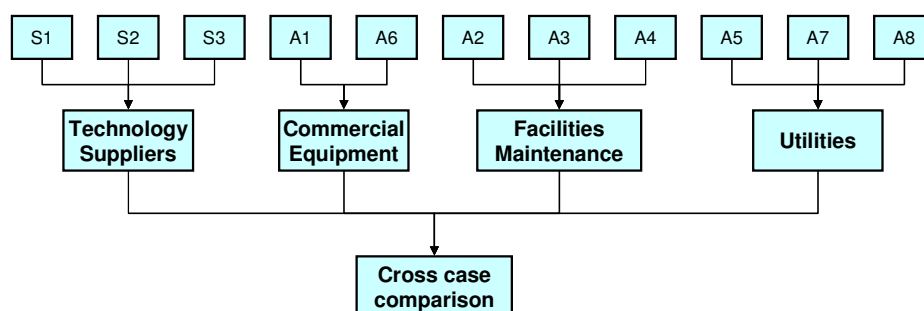 S1
S2
S3
A1
A6
A2
A3
A4
A5
A7
A8
Technology
Suppliers
Commercial
Equipment
Facilities
Maintenance
Utilities
Cross case
comparison